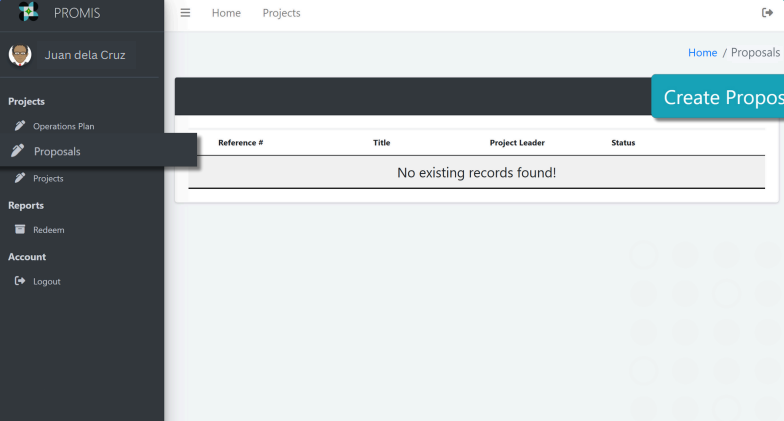 PROMIS
Home Projects
Juan dela Cruz
Home / Proposals
Projects
Create Propos
Operations Plan
Proposals
Reference # Title Project Leader Status
No existing records found!
Projects
Reports
Redeem
Account
Logout